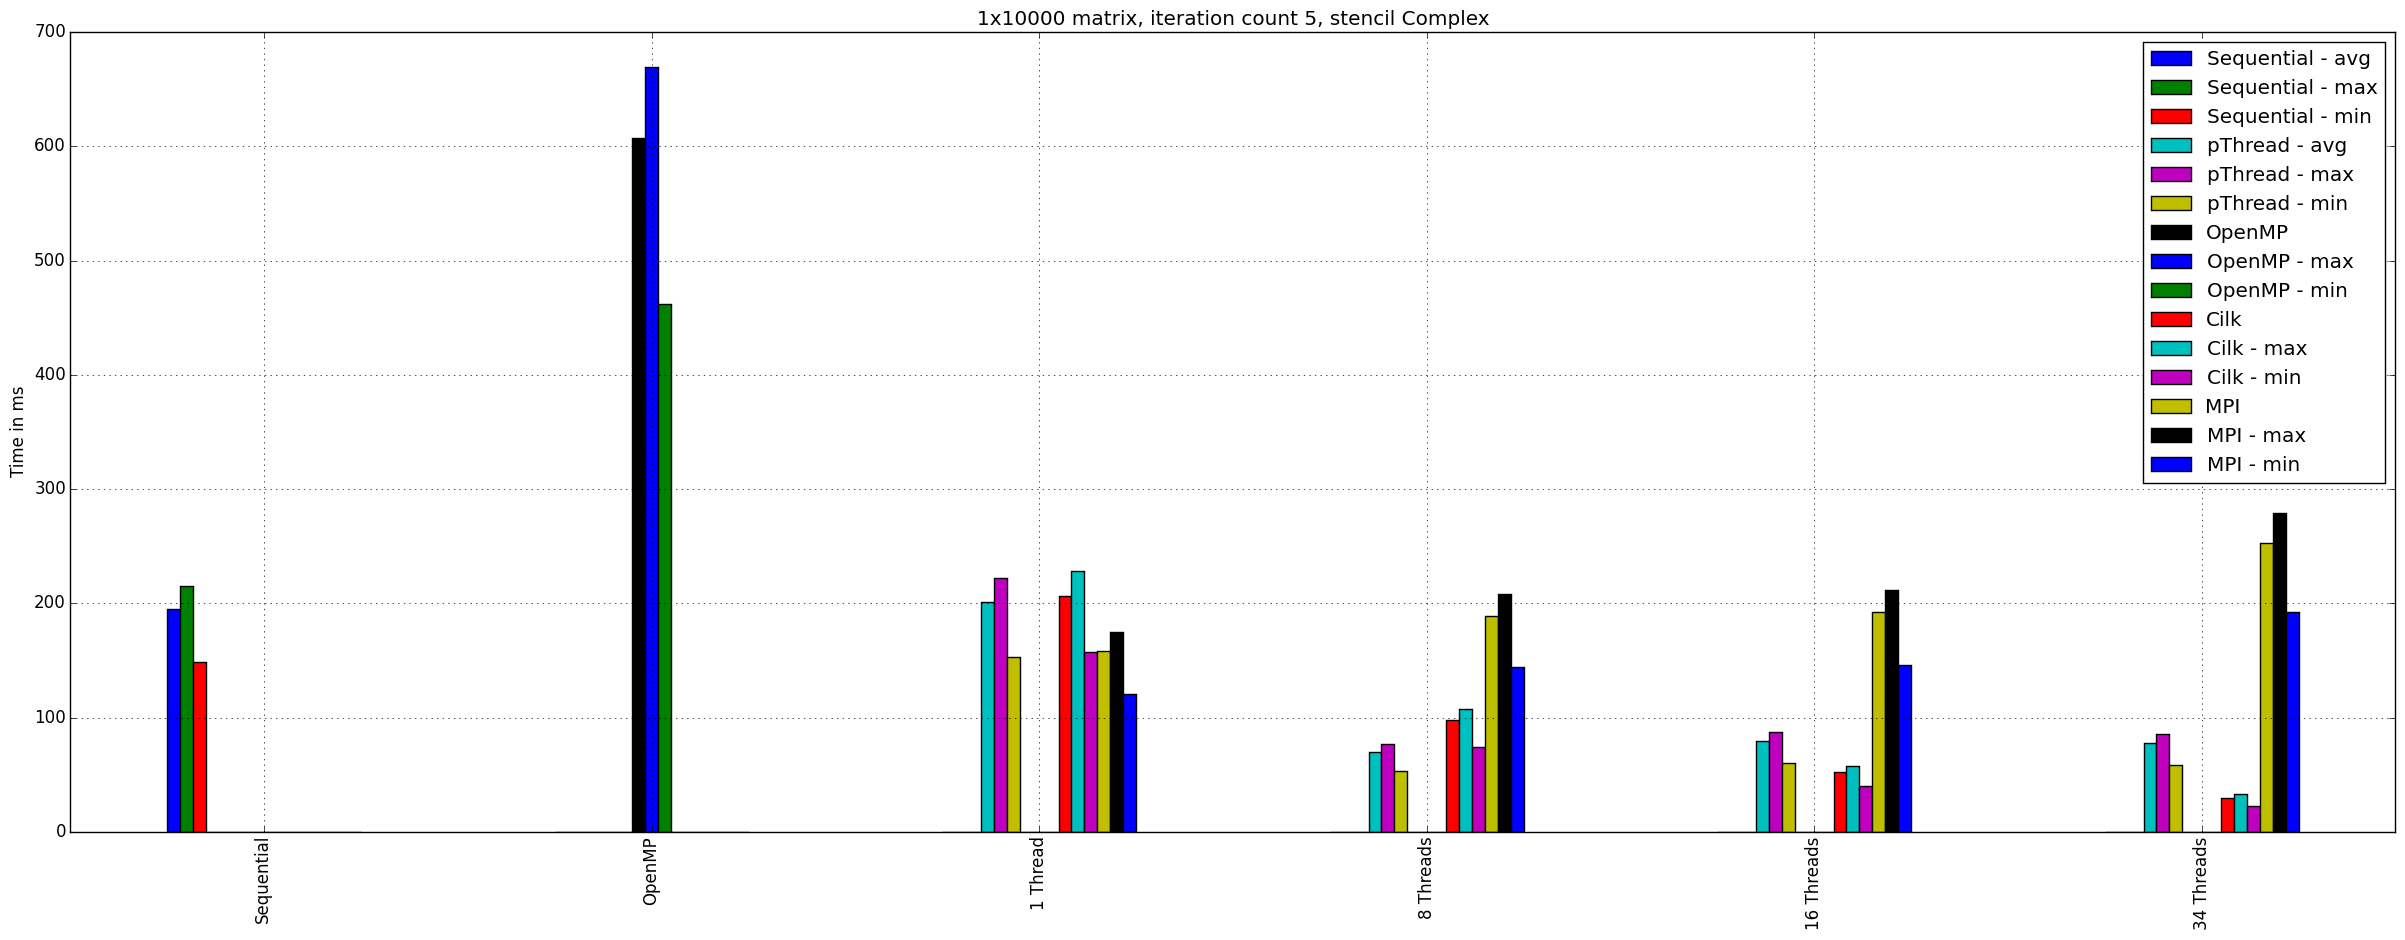 1x10000 matrix, iteration count 5, stencil Complex
700
600
500
400
300
200
100
0
Time in ms
Sequential - avg
Sequential - max
Sequential - min
pThread - avg
pThread - max
pThread - min
OpenMP
OpenMP - max
OpenMP - min
Cilk
Cilk - max
Cilk - min
MPI
MPI - max
MPI - min
Sequential
OpenMP
1 Thread
8 Threads
16 Threads
34 Threads